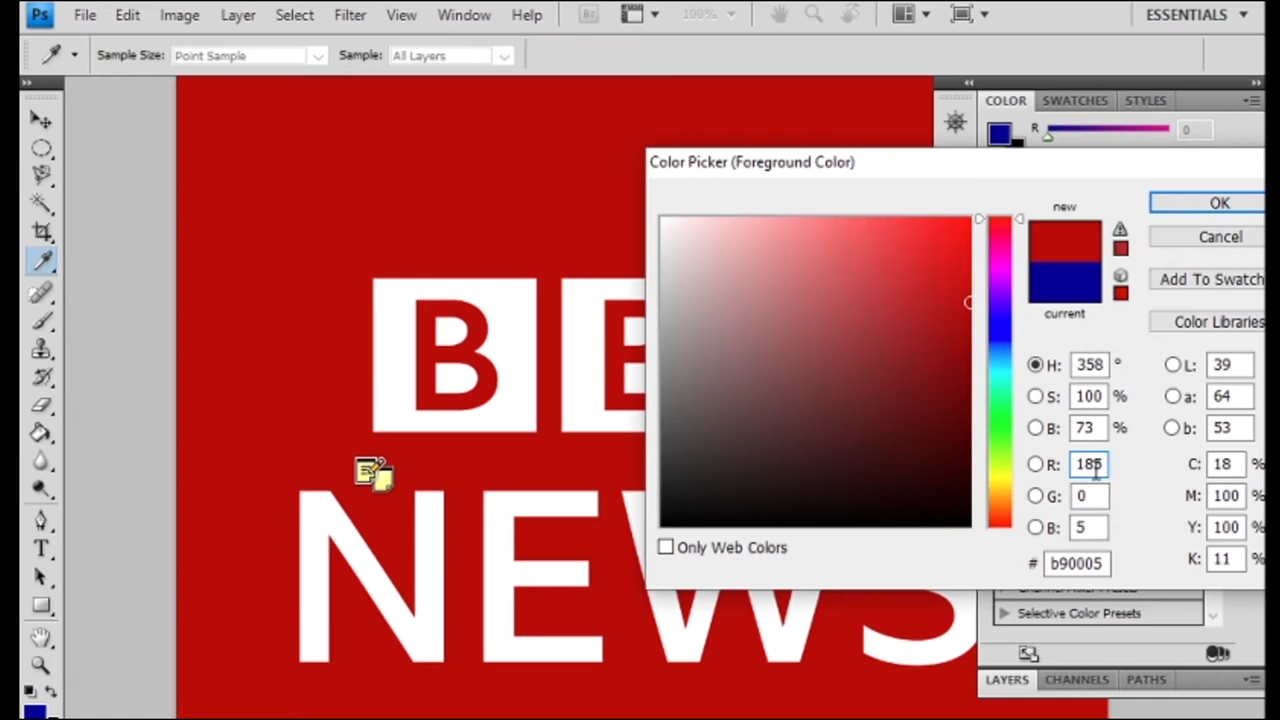 Ps File Edit Image Layer Select Filter View Window Help Br 100% ESSENTIALS
Sample Size: Point Sample Sample: All Layers
COLOR SWATCHES STYLES
R 0
Color Picker (Foreground Color)
new
OK
Cancel
Add To Swatch
current
Color Libraries
H: 358 ° L: 39
S: 100 % a: 64
B: 73 % b: 53
R: 185 C: 18 %
G: 0 M: 100 %
B: 5 Y: 100 %
# b90005 K: 11 %
Only Web Colors
B B
NEWS
Selective Color Presets
LAYERS CHANNELS PATHS
T